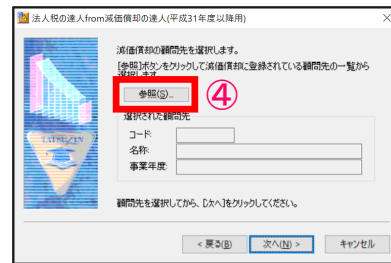 法人税の達人from減価償却の達人(平成31年度以降用)
減価償却の顧問先を選択します。
[参照]ボタンをクリックして減価償却に登録されている顧問先の一覧から
選択します。
参照(S)...
④
選択された顧問先
コード:
名称:
事業年度:
TATSUZIN
顧問先を選択してから、[次へ]をクリックしてください。
< 戻る(B)
次へ(N) >
キャンセル